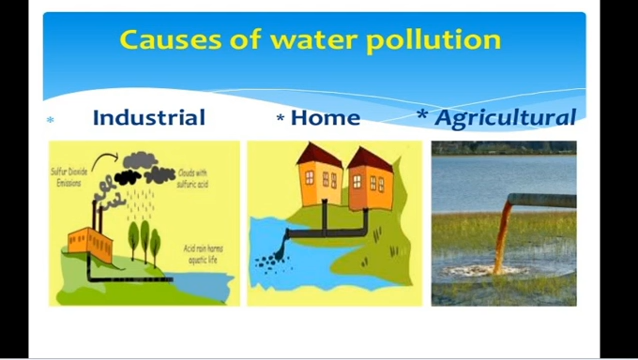 Causes of water pollution
* Industrial * Home * Agricultural
Sulfur Dioxide
Emissions
Clouds with
sulfuric acid
Acid rain harms
aquatic life